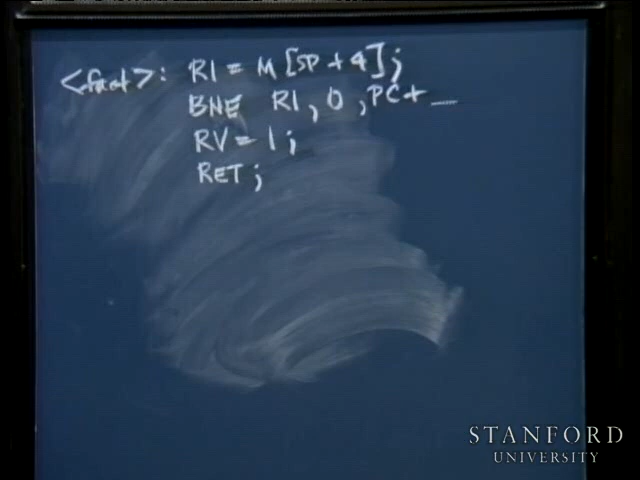 <fact>: R1 = M[SP + 4];
BNE R1, 0, PC+ __
RV = 1;
RET;
STANFORD
UNIVERSITY